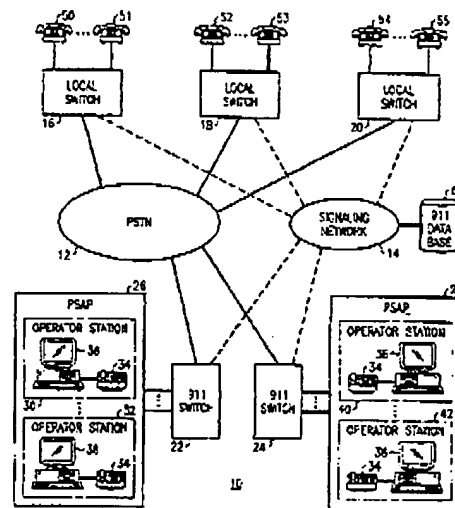 50 51 52 53 54 55
LOCAL SWITCH LOCAL SWITCH LOCAL SWITCH
16 18 20
PSTN SIGNALING NETWORK 911 DATA BASE
12 14
26
PSAP PSAP
OPERATOR STATION OPERATOR STATION
36 34 36 34
30 911 SWITCH 911 SWITCH 40
32 42
OPERATOR STATION OPERATOR STATION
36 34 22 24 36 34
10